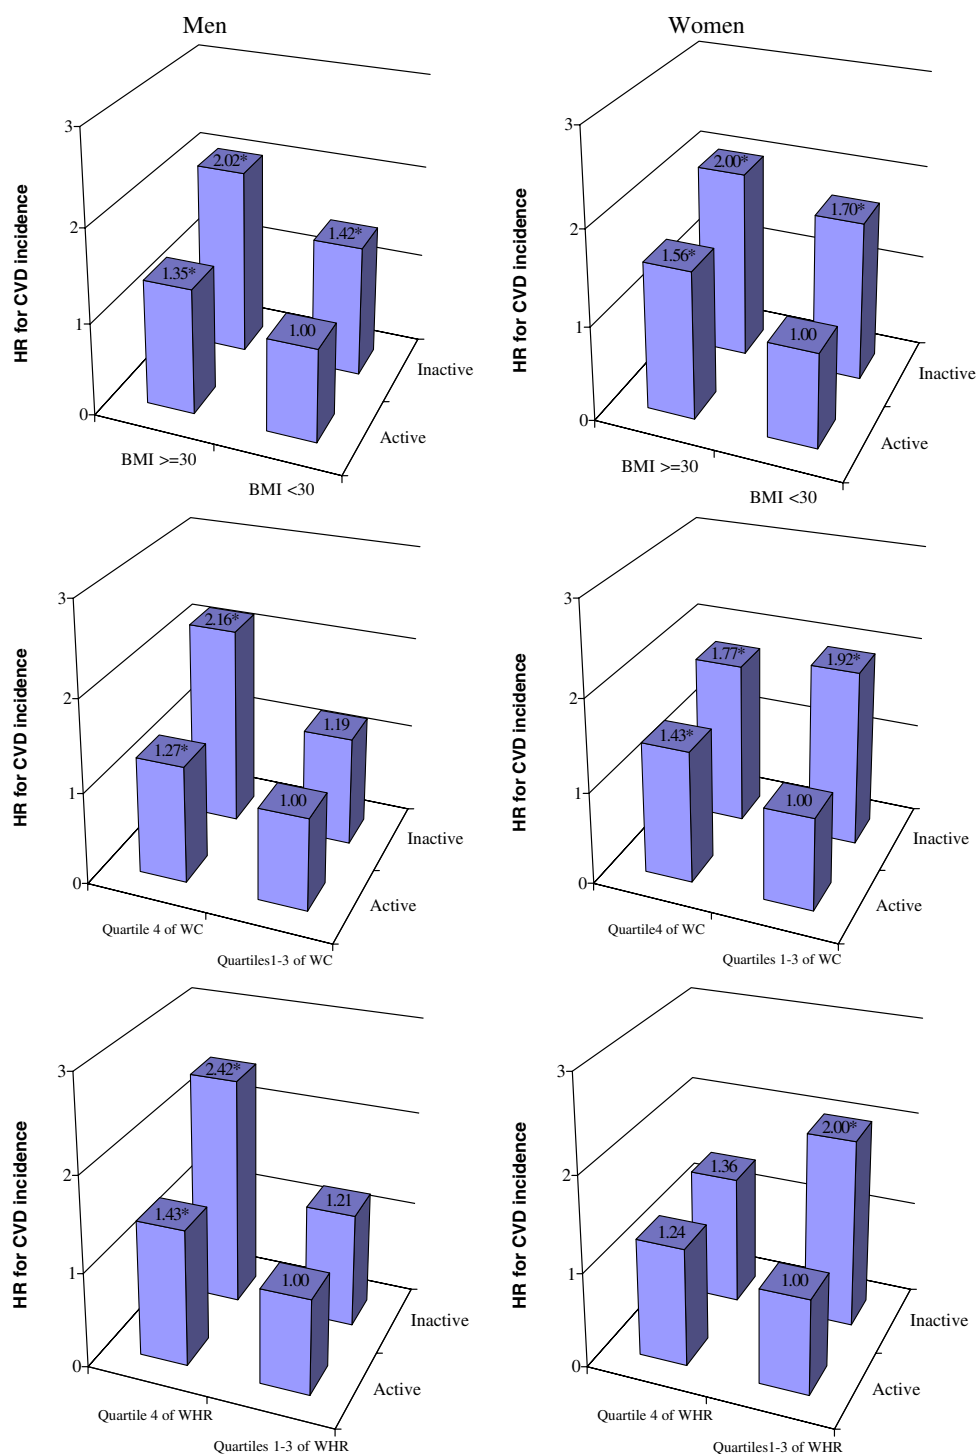 Men
Women
HR for CVD incidence
3
2
1
0
2.02*
1.42*
1.35*
1.00
Inactive
Active
BMI >=30
BMI <30
HR for CVD incidence
3
2
1
0
2.00*
1.70*
1.56*
1.00
Inactive
Active
BMI >=30
BMI <30
HR for CVD incidence
3
2
1
0
2.16*
1.19
1.27*
1.00
Inactive
Active
Quartile 4 of WC
Quartiles1-3 of WC
HR for CVD incidence
3
2
1
0
1.77*
1.92*
1.43*
1.00
Inactive
Active
Quartile4 of WC
Quartiles 1-3 of WC
HR for CVD incidence
3
2
1
0
2.42*
1.21
1.43*
1.00
Inactive
Active
Quartile 4 of WHR
Quartiles 1-3 of WHR
HR for CVD incidence
3
2
1
0
1.36
2.00*
1.24
1.00
Inactive
Active
Quartile 4 of WHR
Quartiles1-3 of WHR